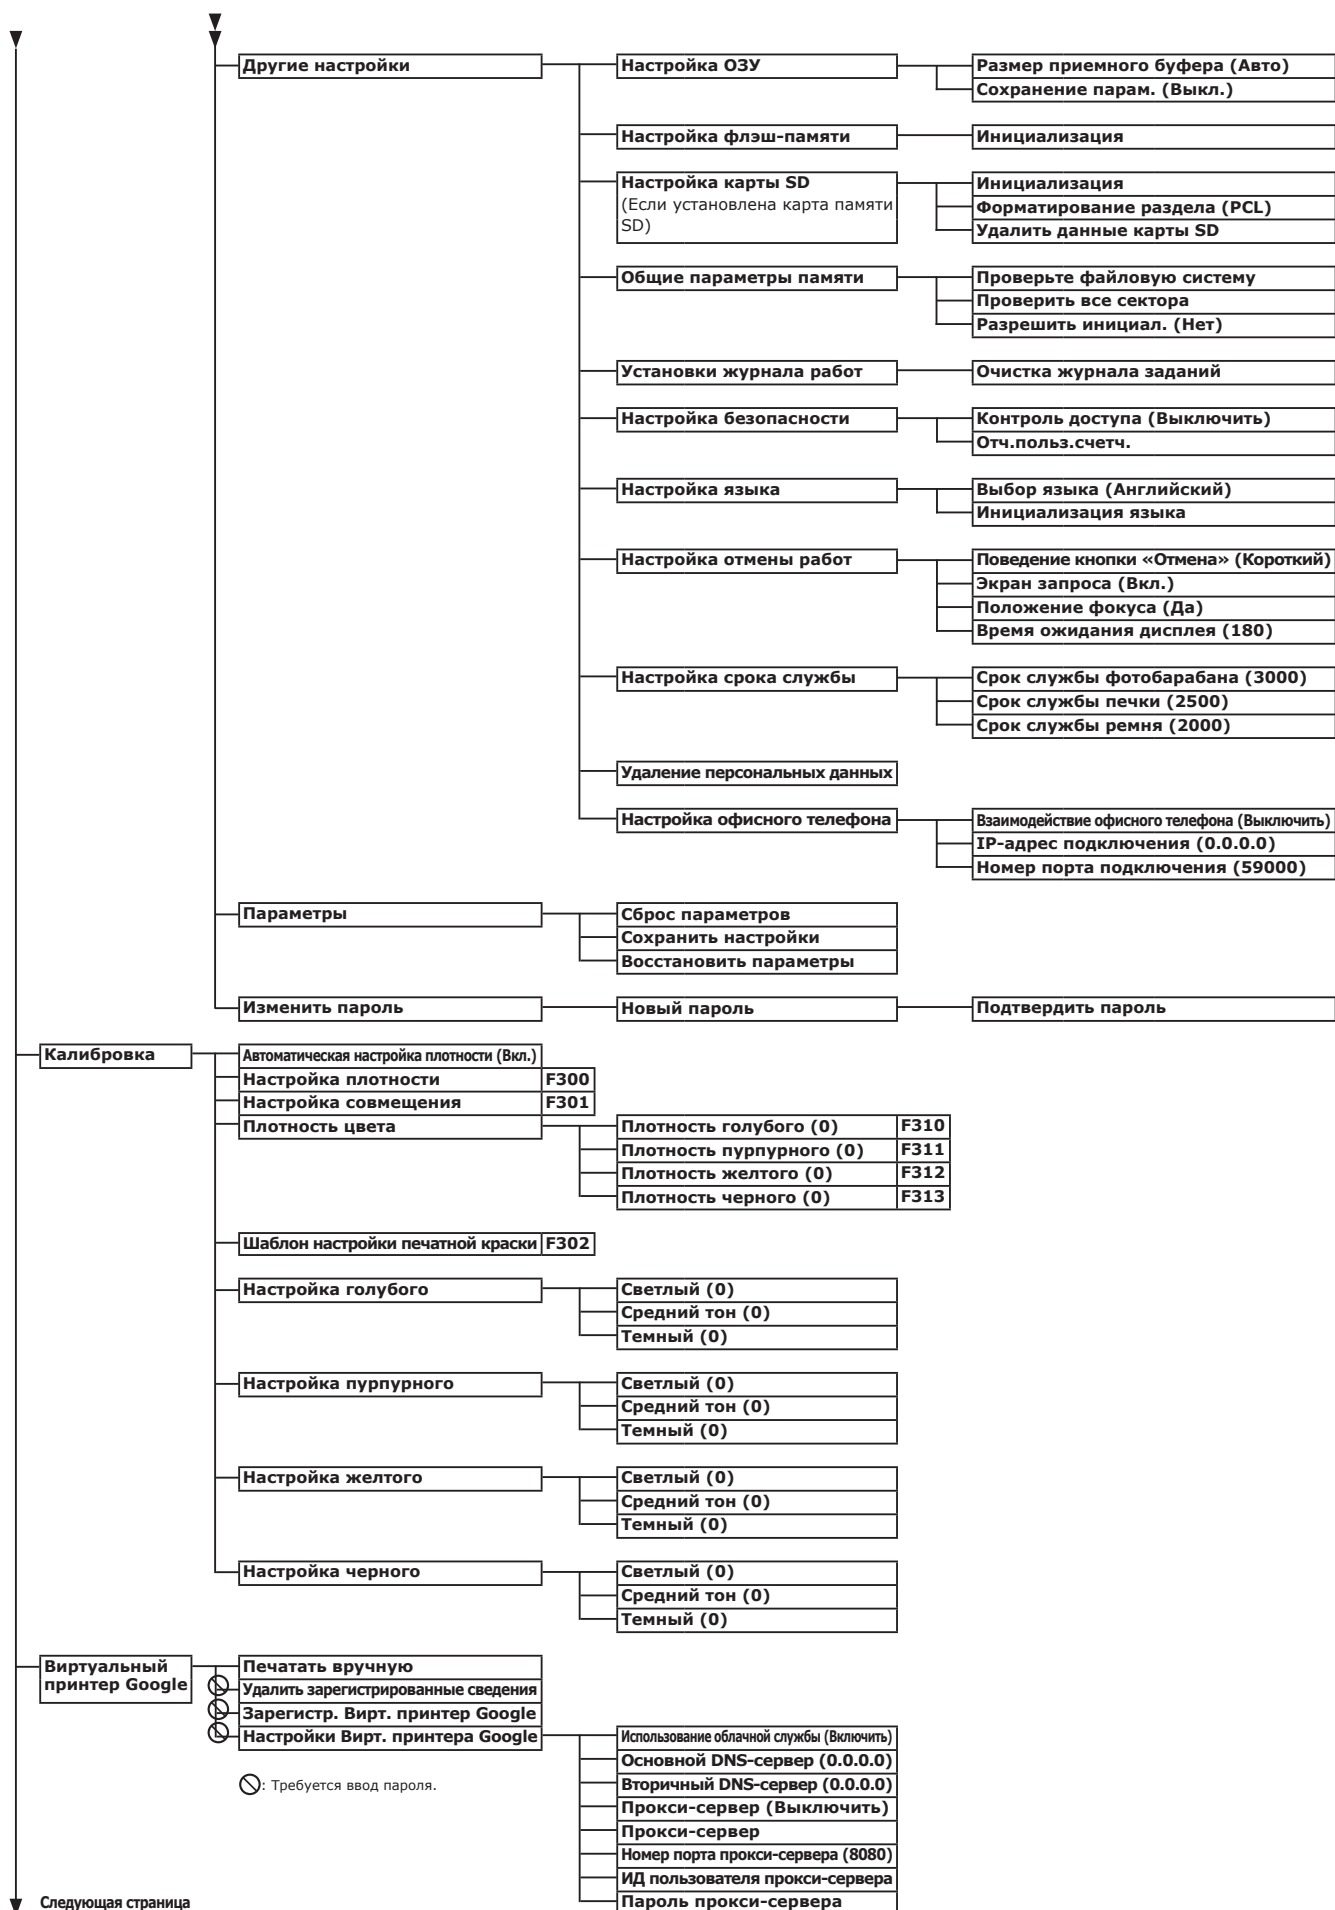 Другие настройки
Настройка ОЗУ
Размер приемного буфера (Авто)
Сохранение парам. (Выкл.)
Настройка флэш-памяти
Инициализация
Настройка карты SD
(Если установлена карта памяти
SD)
Инициализация
Форматирование раздела (PCL)
Удалить данные карты SD
Общие параметры памяти
Проверьте файловую систему
Проверить все сектора
Разрешить инициал. (Нет)
Установки журнала работ
Очистка журнала заданий
Настройка безопасности
Контроль доступа (Выключить)
Отч.польз.счетч.
Настройка языка
Выбор языка (Английский)
Инициализация языка
Настройка отмены работ
Поведение кнопки «Отмена» (Короткий)
Экран запроса (Вкл.)
Положение фокуса (Да)
Время ожидания дисплея (180)
Настройка срока службы
Срок службы фотобарабана (3000)
Срок службы печки (2500)
Срок службы ремня (2000)
Удаление персональных данных
Настройка офисного телефона
Взаимодействие офисного телефона (Выключить)
IP-адрес подключения (0.0.0.0)
Номер порта подключения (59000)
Параметры
Сброс параметров
Сохранить настройки
Восстановить параметры
Изменить пароль
Новый пароль
Подтвердить пароль
Калибровка
Автоматическая настройка плотности (Вкл.)
Настройка плотности F300
Настройка совмещения F301
Плотность цвета
Плотность голубого (0) F310
Плотность пурпурного (0) F311
Плотность желтого (0) F312
Плотность черного (0) F313
Шаблон настройки печатной краски F302
Настройка голубого
Светлый (0)
Средний тон (0)
Темный (0)
Настройка пурпурного
Светлый (0)
Средний тон (0)
Темный (0)
Настройка желтого
Светлый (0)
Средний тон (0)
Темный (0)
Настройка черного
Светлый (0)
Средний тон (0)
Темный (0)
Виртуальный
принтер Google
Печатать вручную
Удалить зарегистрированные сведения
Зарегистр. Вирт. принтер Google
Настройки Вирт. принтера Google
Использование облачной службы (Включить)
Основной DNS-сервер (0.0.0.0)
Вторичный DNS-сервер (0.0.0.0)
Прокси-сервер (Выключить)
Прокси-сервер
Номер порта прокси-сервера (8080)
ИД пользователя прокси-сервера
Пароль прокси-сервера
: Требуется ввод пароля.
Следующая страница